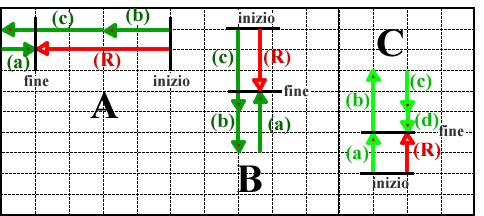 (c)
(b)
(a)
(R)
fine
inizio
A
inizio
(c)
(R)
fine
(b)
(a)
B
C
(b)
(c)
(d)
fine
(a)
(R)
inizio